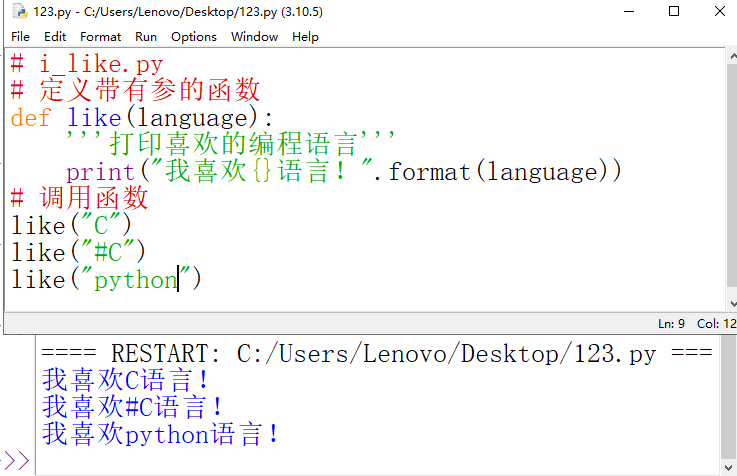 123.py - C:/Users/Lenovo/Desktop/123.py (3.10.5)
File Edit Format Run Options Window Help
# i_like.py
# 定义带有参的函数
def like(language):
    '''打印喜欢的编程语言'''
    print("我喜欢{}语言！".format(language))
# 调用函数
like("C")
like("#C")
like("python")
Ln: 9 Col: 12
==== RESTART: C:/Users/Lenovo/Desktop/123.py ===
我喜欢C语言！
我喜欢#C语言！
我喜欢python语言！
>>